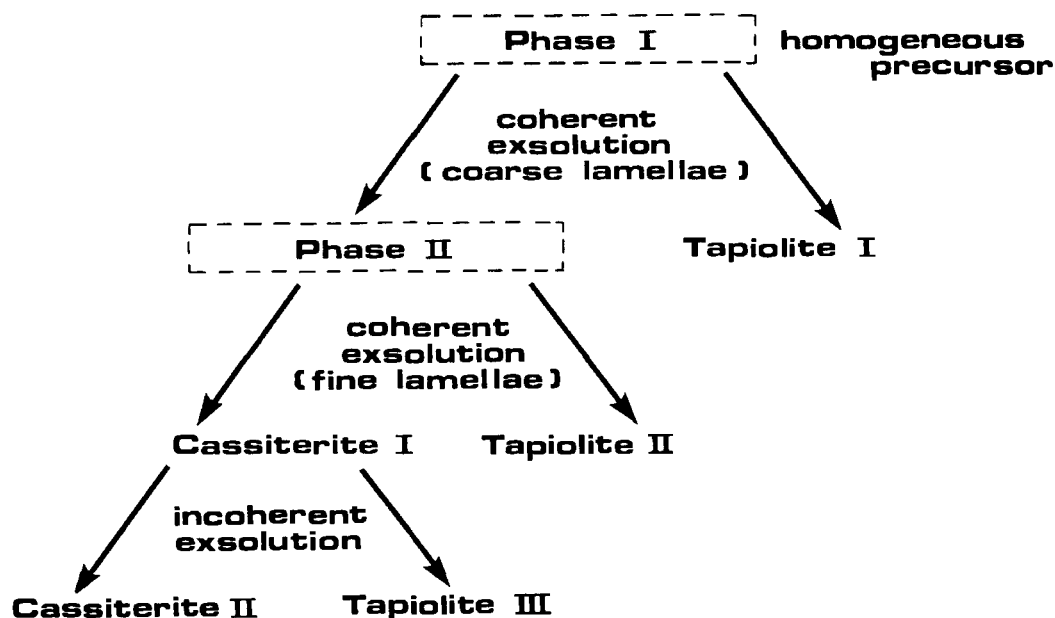 Phase I
homogeneous
precursor
coherent
exsolution
(coarse lamellae)
Phase II
Tapiolite I
coherent
exsolution
(fine lamellae)
Cassiterite I
Tapiolite II
incoherent
exsolution
Cassiterite II
Tapiolite III